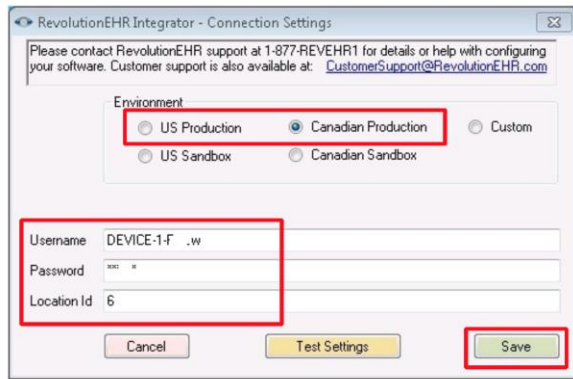 RevolutionEHR Integrator - Connection Settings
Please contact RevolutionEHR support at 1-877-REVEHR1 for details or help with configuring
your software. Customer support is also available at: CustomerSupport@RevolutionEHR.com
Environment
US Production Canadian Production Custom
US Sandbox Canadian Sandbox
Username DEVICE-1-F .w
Password
Location Id 6
Cancel Test Settings Save